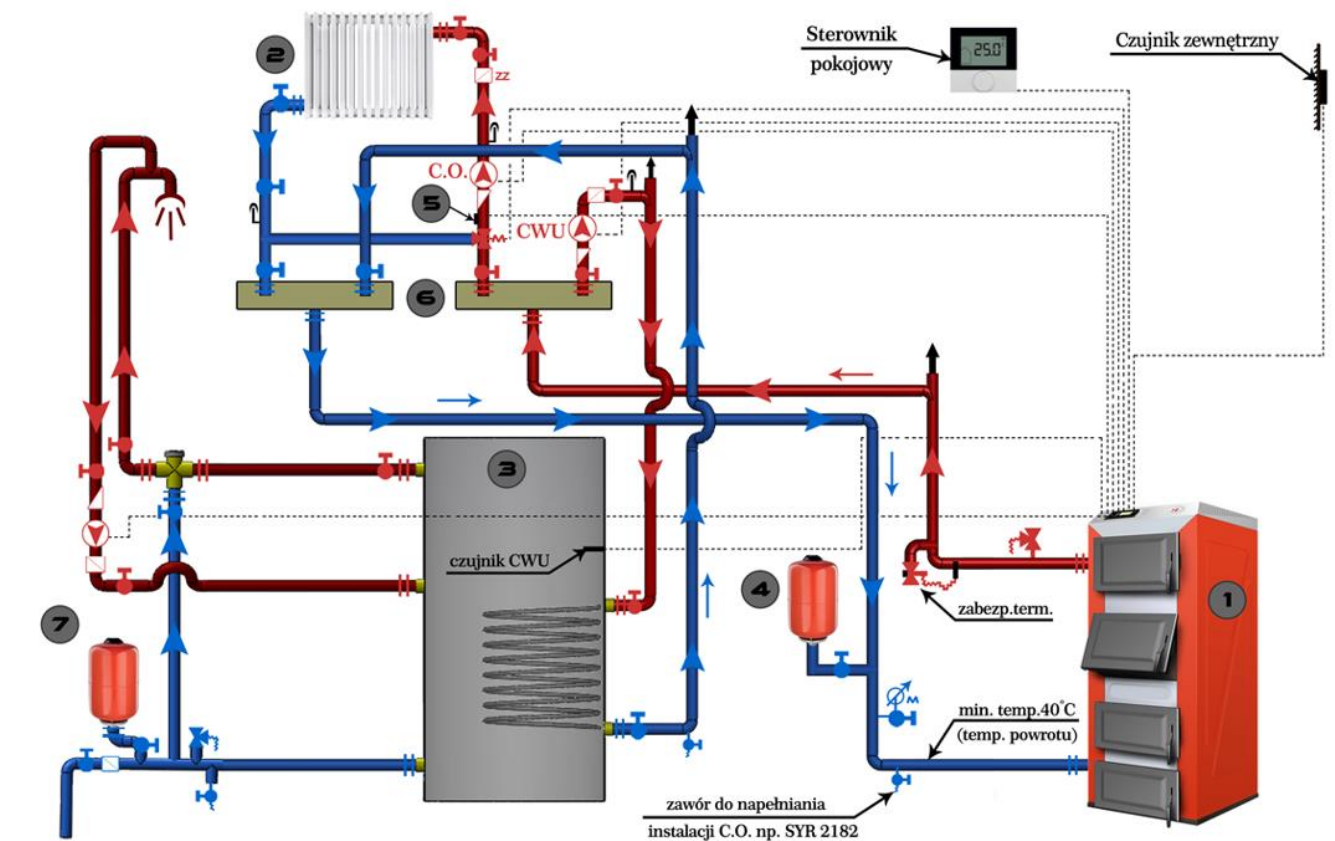 2
Sterownik
pokojowy
25.0
Czujnik zewnętrzny
zz
C.O.
5
CWU
6
3
czujnik CWU
4
1
zabezp.term.
7
min. temp.40°C
(temp. powrotu)
zawór do napełniania
instalacji C.O. np. SYR 2182